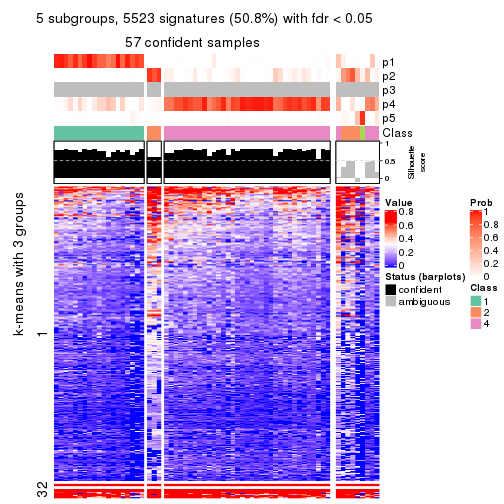 5 subgroups, 5523 signatures (50.8%) with fdr < 0.05
57 confident samples
p1
p2
p3
p4
p5
Class
1
0.5
0
Silhouette
score
k-means with 3 groups
1
32
Value
0.8
0.6
0.4
0.2
0
Status (barplots)
confident
ambiguous
Prob
1
0.8
0.6
0.4
0.2
0
Class
1
2
4